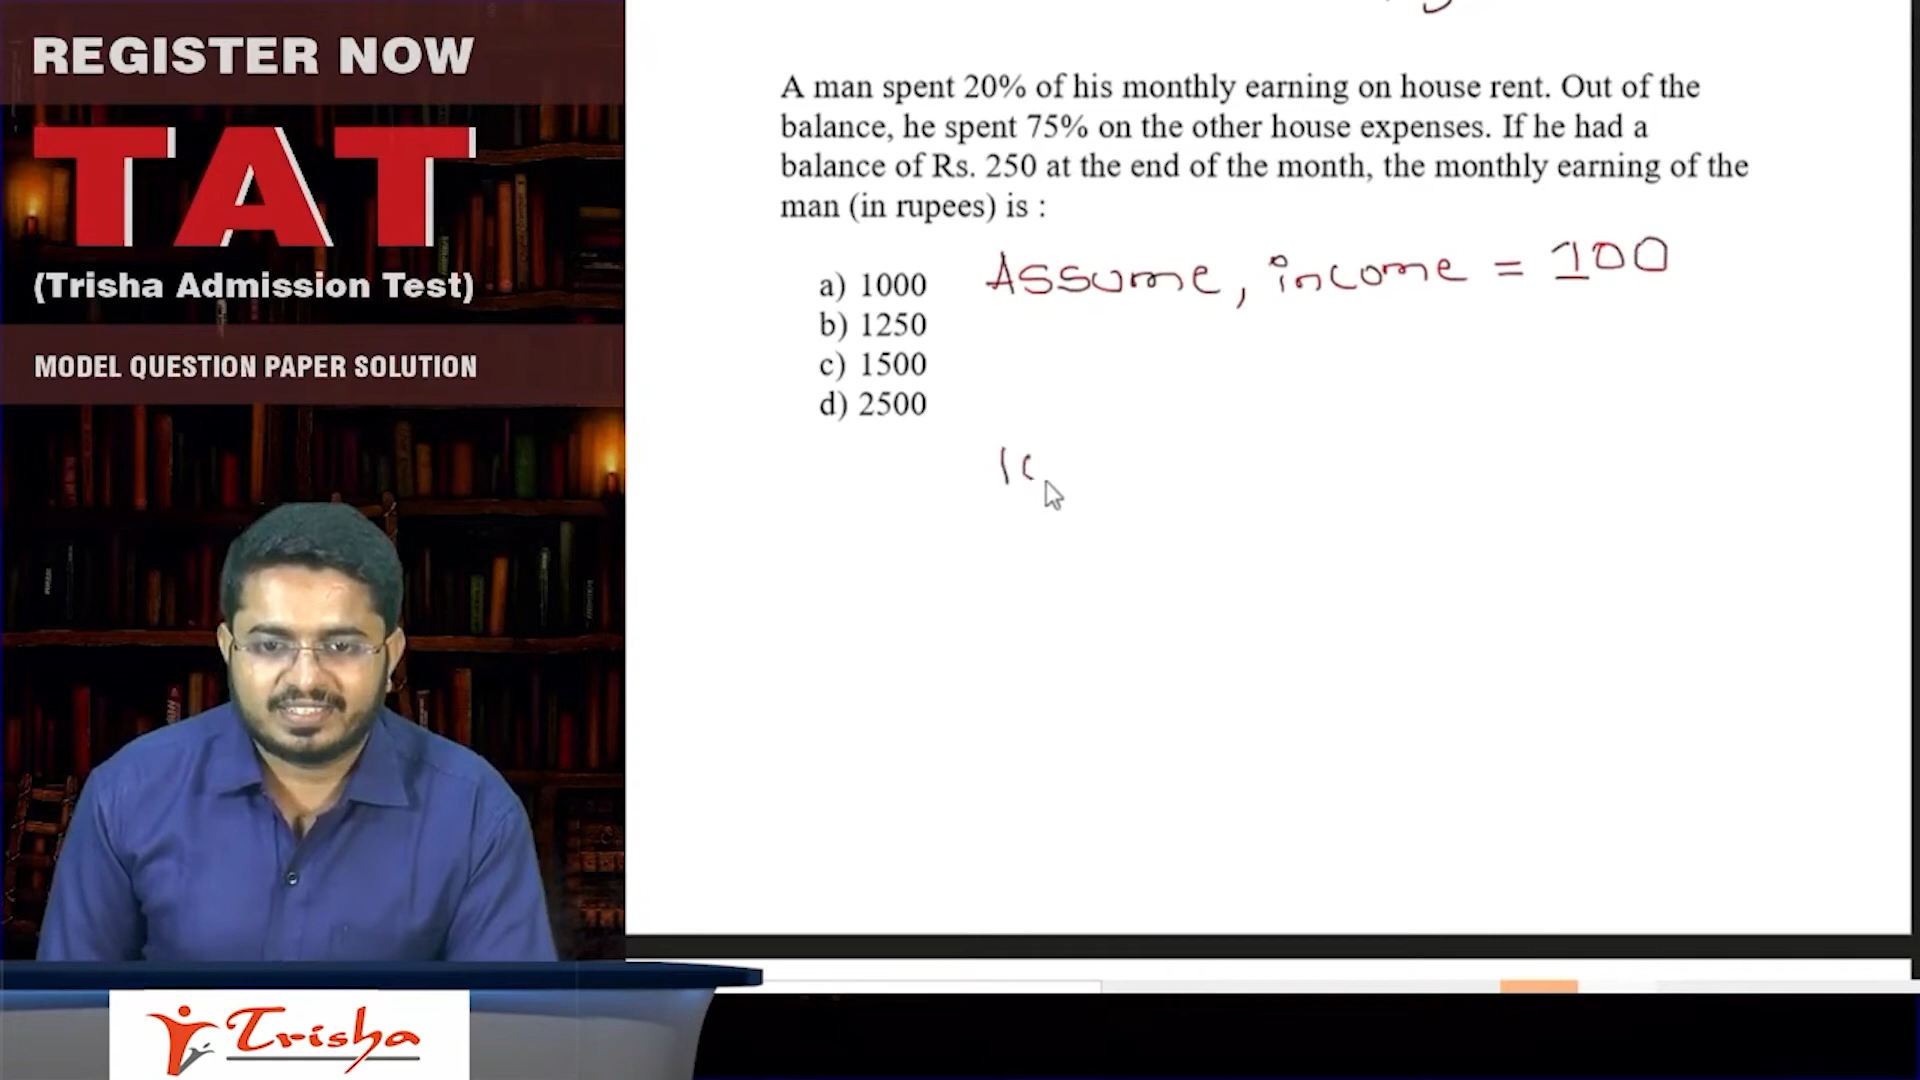 REGISTER NOW
TAT
(Trisha Admission Test)
MODEL QUESTION PAPER SOLUTION
A man spent 20% of his monthly earning on house rent. Out of the
balance, he spent 75% on the other house expenses. If he had a
balance of Rs. 250 at the end of the month, the monthly earning of the
man (in rupees) is :
a) 1000
b) 1250
c) 1500
d) 2500
Assume, income = 100
Trisha